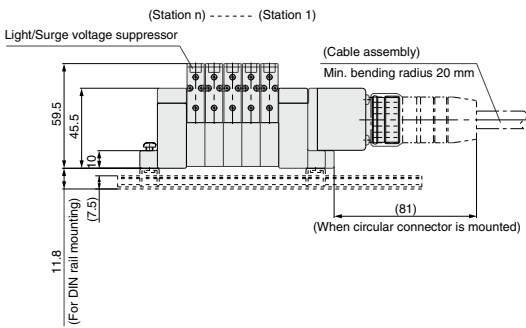 (Station n) ------ (Station 1)
Light/Surge voltage suppressor
(Cable assembly)
Min. bending radius 20 mm
59.5
45.5
10
(7.5)
11.8
(For DIN rail mounting)
(81)
(When circular connector is mounted)